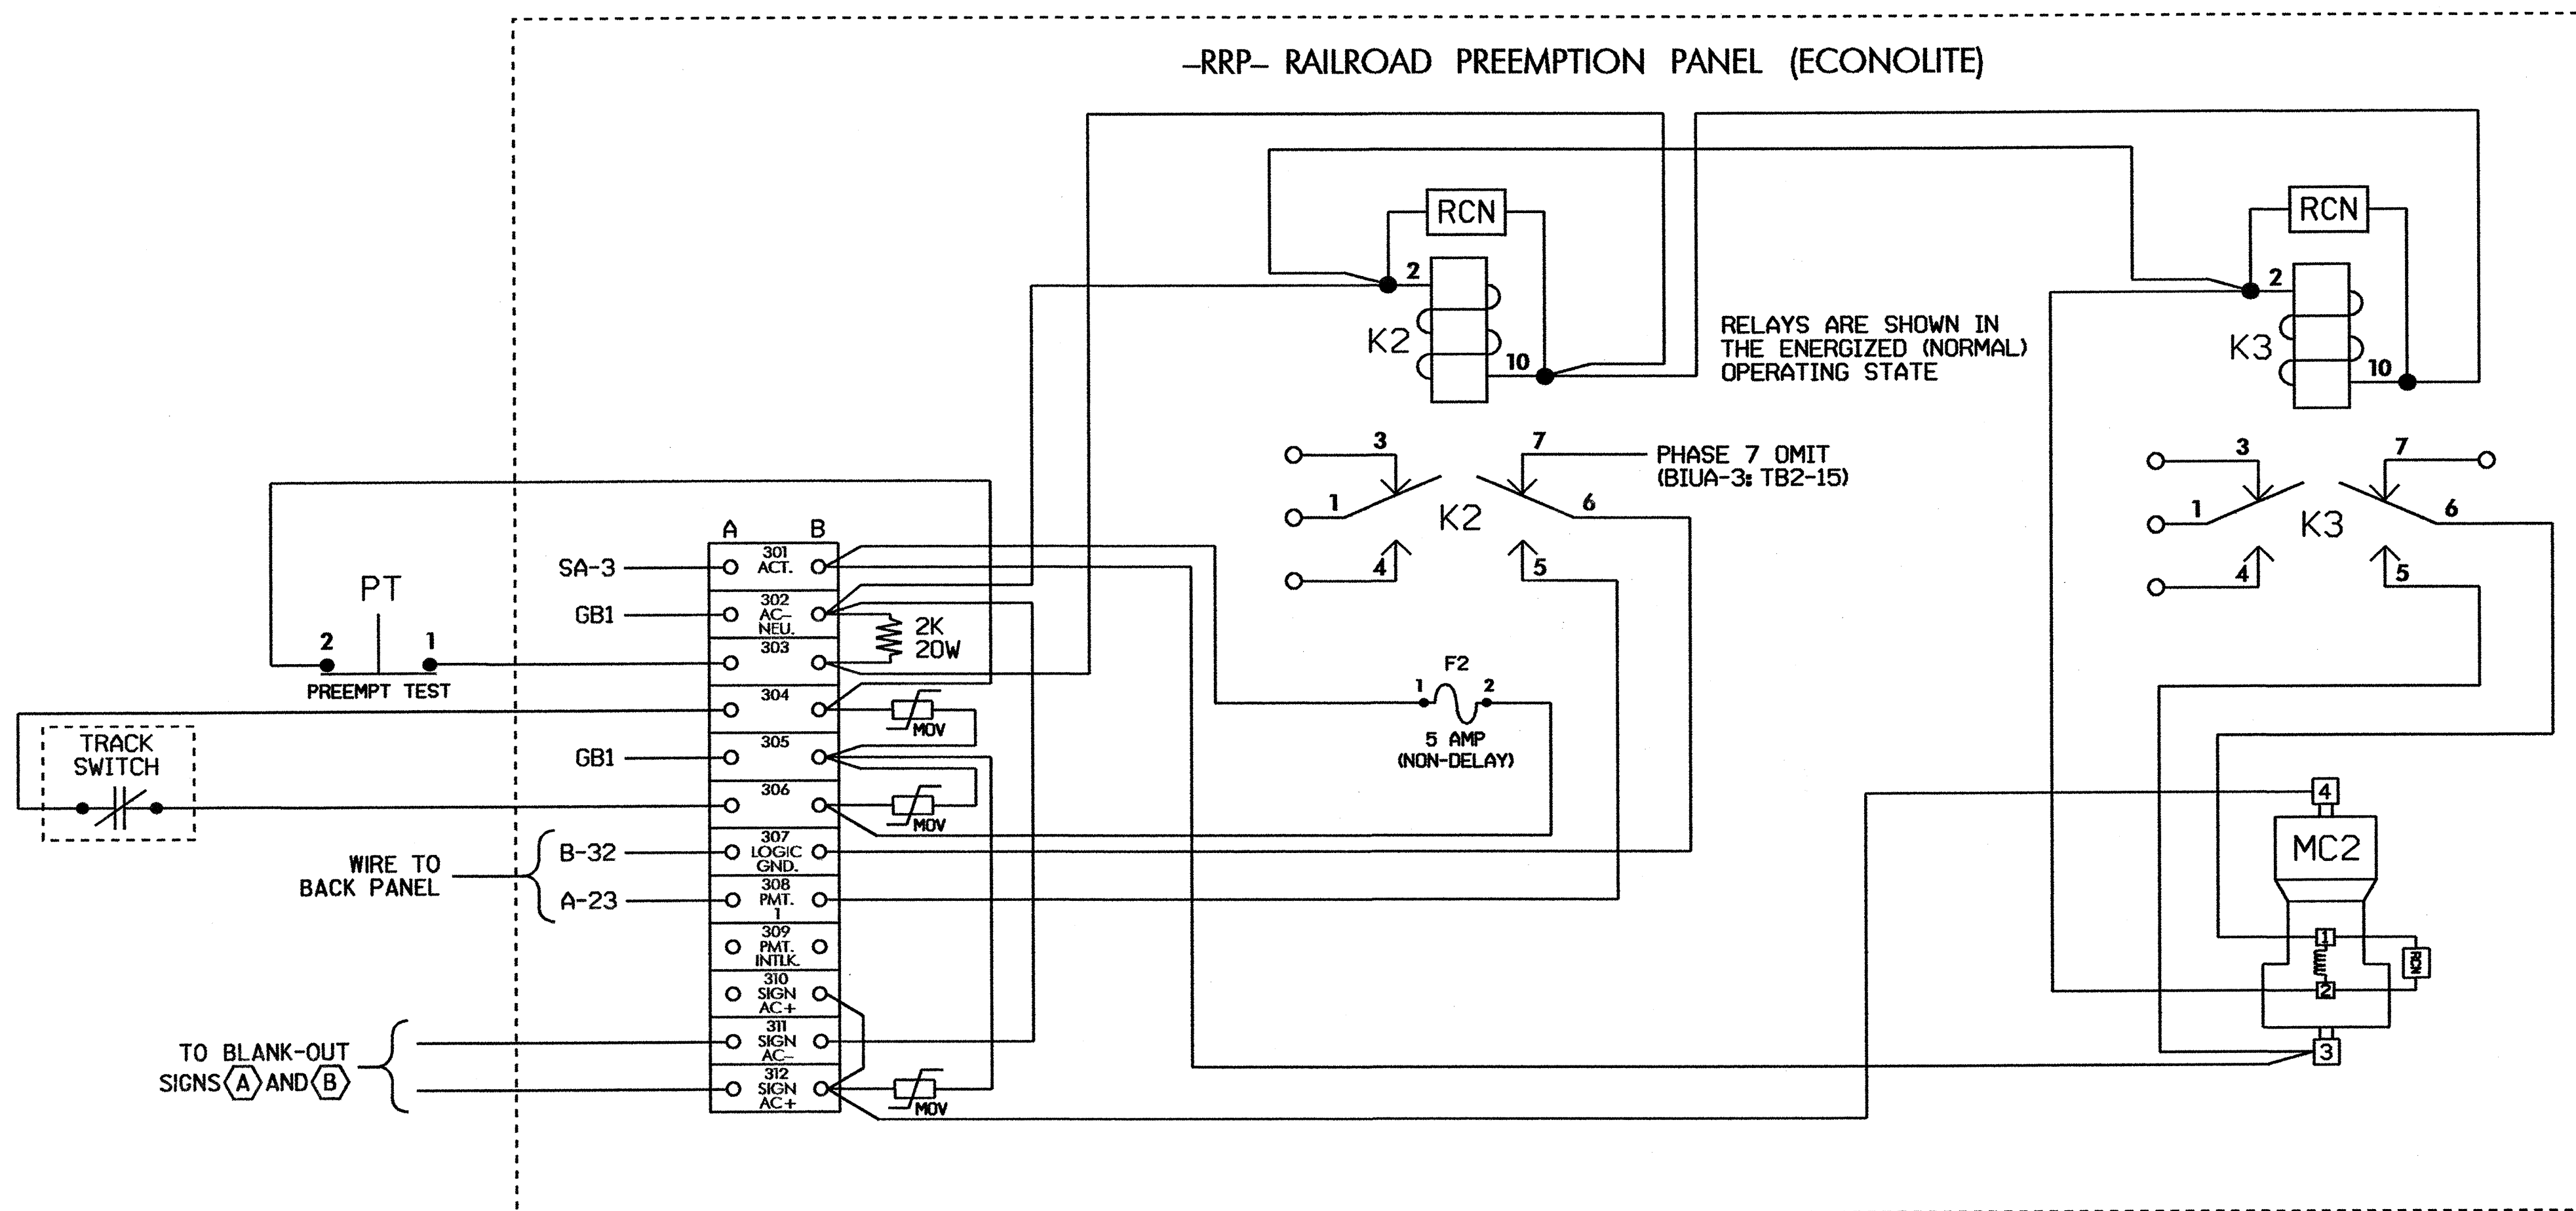 –RRP– RAILROAD PREEMPTION PANEL (ECONOLITE)
RCN
RCN
2
K2
10
RELAYS ARE SHOWN IN
THE ENERGIZED (NORMAL)
OPERATING STATE
2
K3
10
3
1
4
K2
7
6
5
PHASE 7 OMIT
(BIUA-3: TB2-15)
3
1
4
K3
7
6
5
PT
2
1
PREEMPT TEST
TRACK
SWITCH
A
B
SA-3
301
ACT.
GB1
302
AC–
NEU.
2K
20W
303
304
MOV
GB1
305
306
MOV
WIRE TO
BACK PANEL
B-32
307
LOGIC
GND.
A-23
308
PMT.
1
309
PMT.
INTLK.
310
SIGN
AC+
311
SIGN
AC–
312
SIGN
AC+
MOV
TO BLANK-OUT
SIGNS A AND B
F2
1
2
5 AMP
(NON-DELAY)
4
MC2
1
RCN
2
3